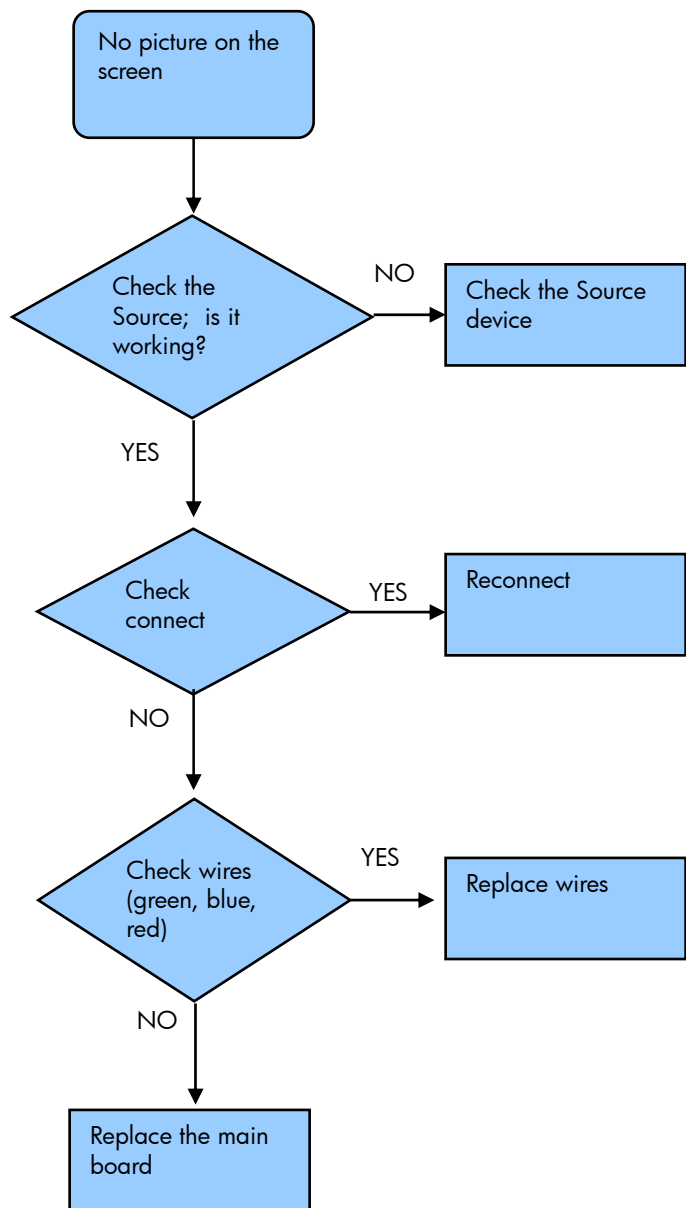 No picture on the
screen
Check the
Source;  is it
working?
NO
Check the Source
device
YES
Check
connect
YES
Reconnect
NO
Check wires
(green, blue,
red)
YES
Replace wires
NO
Replace the main
board